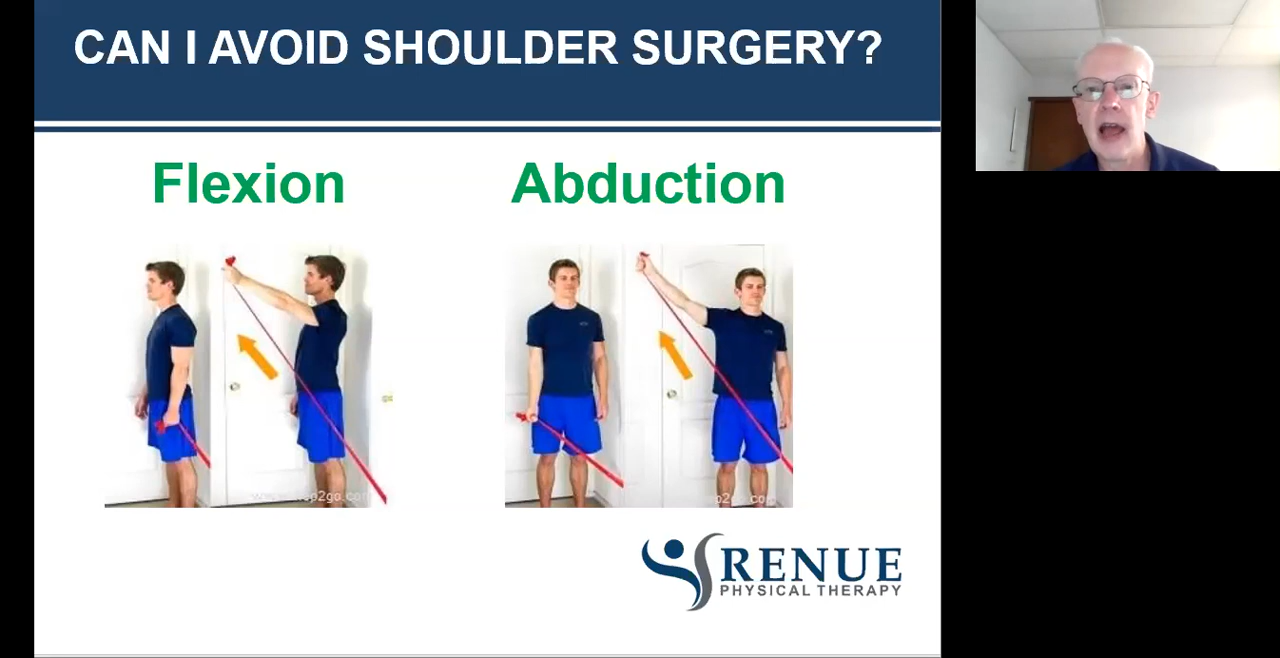 CAN I AVOID SHOULDER SURGERY?
Flexion
Abduction
RENUE
PHYSICAL THERAPY